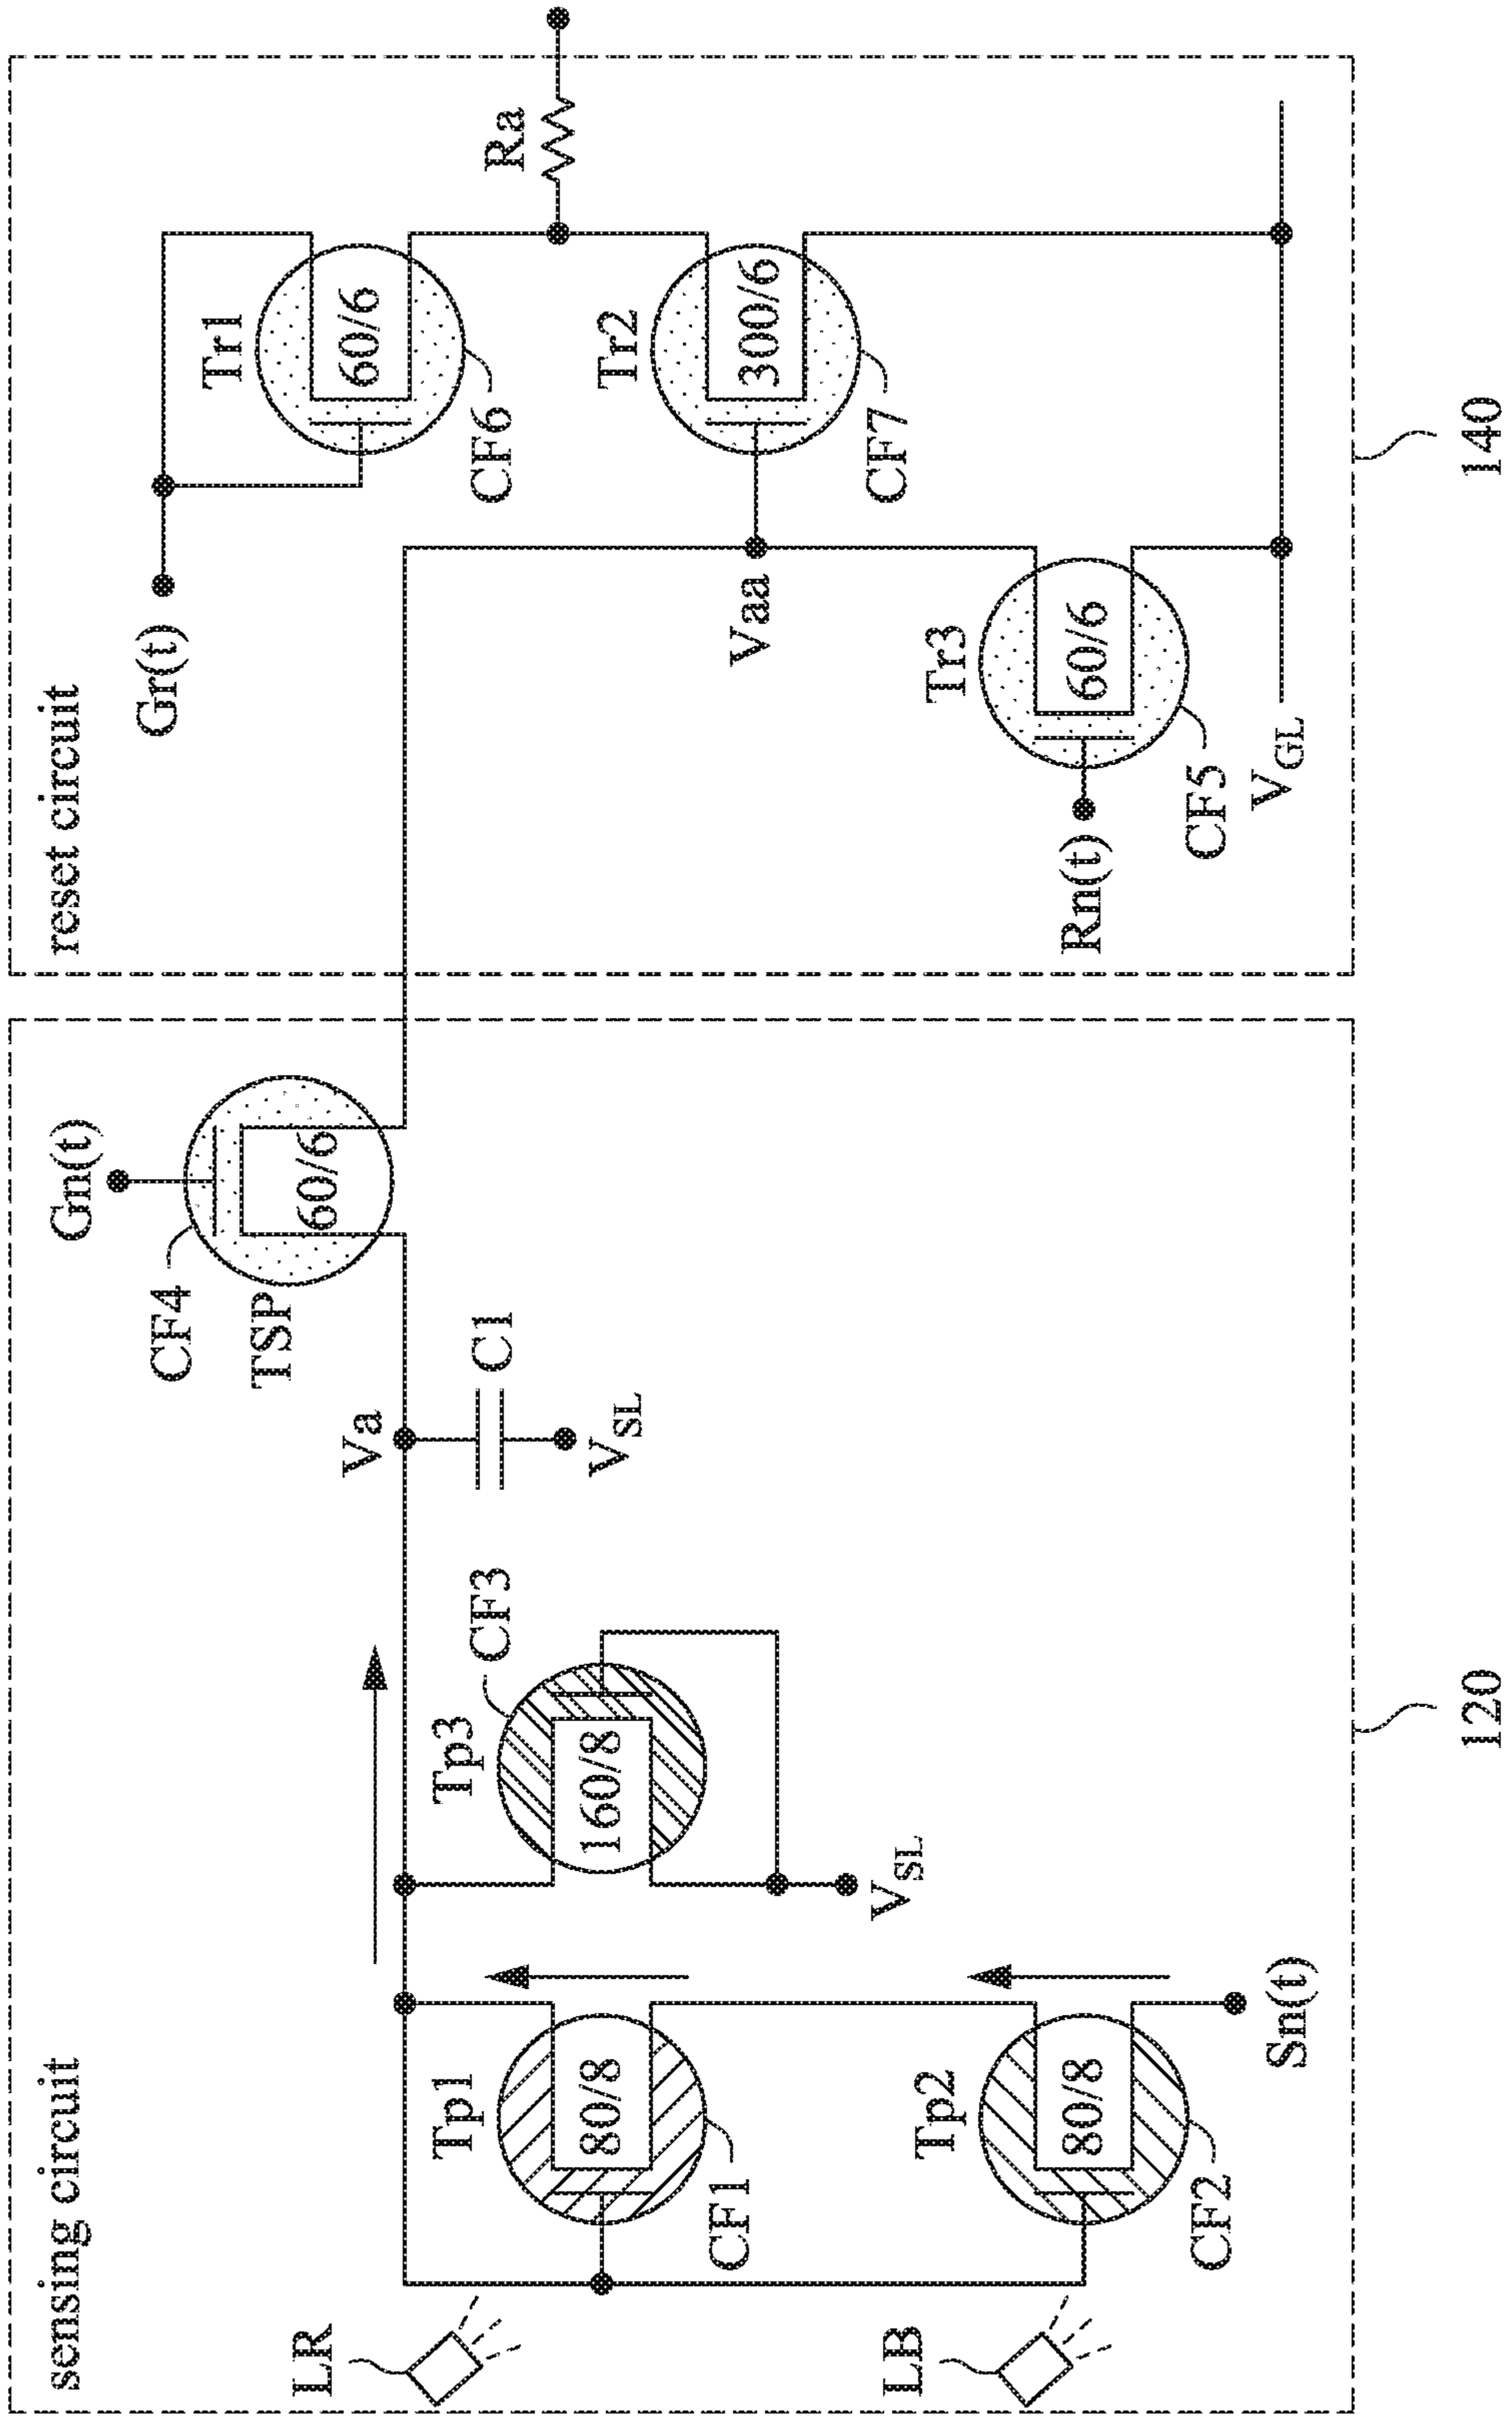 sensing circuit
LR
LB
Tp1
80/8
CF1
Tp2
80/8
CF2
Sn(t)
Tp3
160/8
CF3
VSL
Va
C1
VSL
Gn(t)
CF4
TSP
60/6
120
reset circuit
Gr(t)
Tr1
60/6
CF6
Ra
Tr2
300/6
CF7
Vaa
Tr3
60/6
CF5
Rn(t)
VGL
140